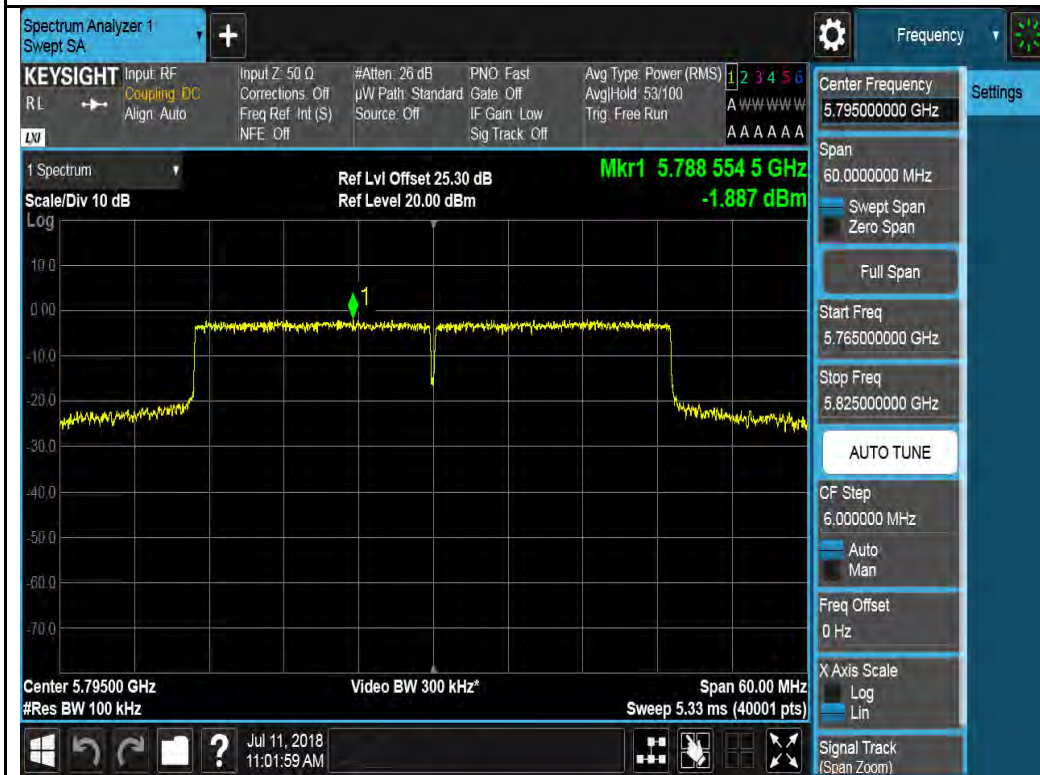 Spectrum Analyzer 1
Swept SA
Frequency
KEYSIGHT
RL
LXI
Input: RF
Coupling: DC
Align: Auto
Input Z: 50 Ω
Corrections: Off
Freq Ref: Int (S)
NFE: Off
#Atten: 26 dB
µW Path: Standard
Source: Off
PNO: Fast
Gate: Off
IF Gain: Low
Sig Track: Off
Avg Type: Power (RMS)
Avg|Hold: 53/100
Trig: Free Run
1 2 3 4 5 6
A W W W W W
A A A A A A
1 Spectrum
Scale/Div 10 dB
Ref Lvl Offset 25.30 dB
Ref Level 20.00 dBm
Mkr1 5.788 554 5 GHz
-1.887 dBm
Log
10.0
0.00
-10.0
-20.0
-30.0
-40.0
-50.0
-60.0
-70.0
1
Center 5.79500 GHz
#Res BW 100 kHz
Video BW 300 kHz*
Span 60.00 MHz
Sweep 5.33 ms (40001 pts)
Center Frequency
5.795000000 GHz
Span
60.0000000 MHz
Swept Span
Zero Span
Full Span
Start Freq
5.765000000 GHz
Stop Freq
5.825000000 GHz
AUTO TUNE
CF Step
6.000000 MHz
Auto
Man
Freq Offset
0 Hz
X Axis Scale
Log
Lin
Signal Track
(Span Zoom)
Settings
?
Jul 11, 2018
11:01:59 AM